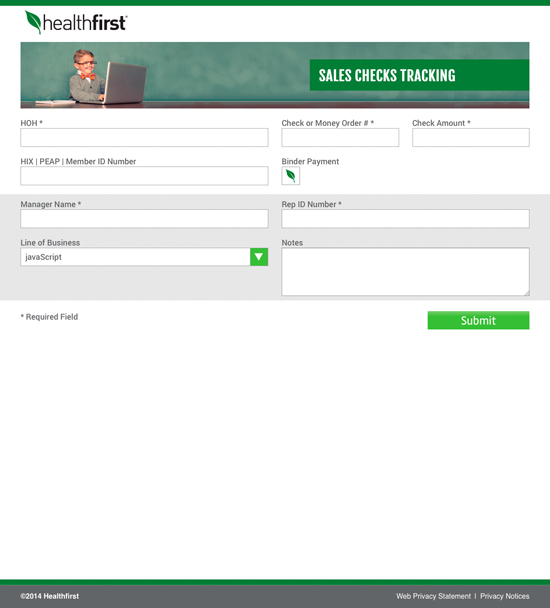 healthfirst
SALES CHECKS TRACKING
HOH *
Check or Money Order # *
Check Amount *
HIX | PEAP | Member ID Number
Binder Payment
Manager Name *
Rep ID Number *
Line of Business
javaScript
Notes
* Required Field
Submit
©2014 Healthfirst
Web Privacy Statement | Privacy Notices